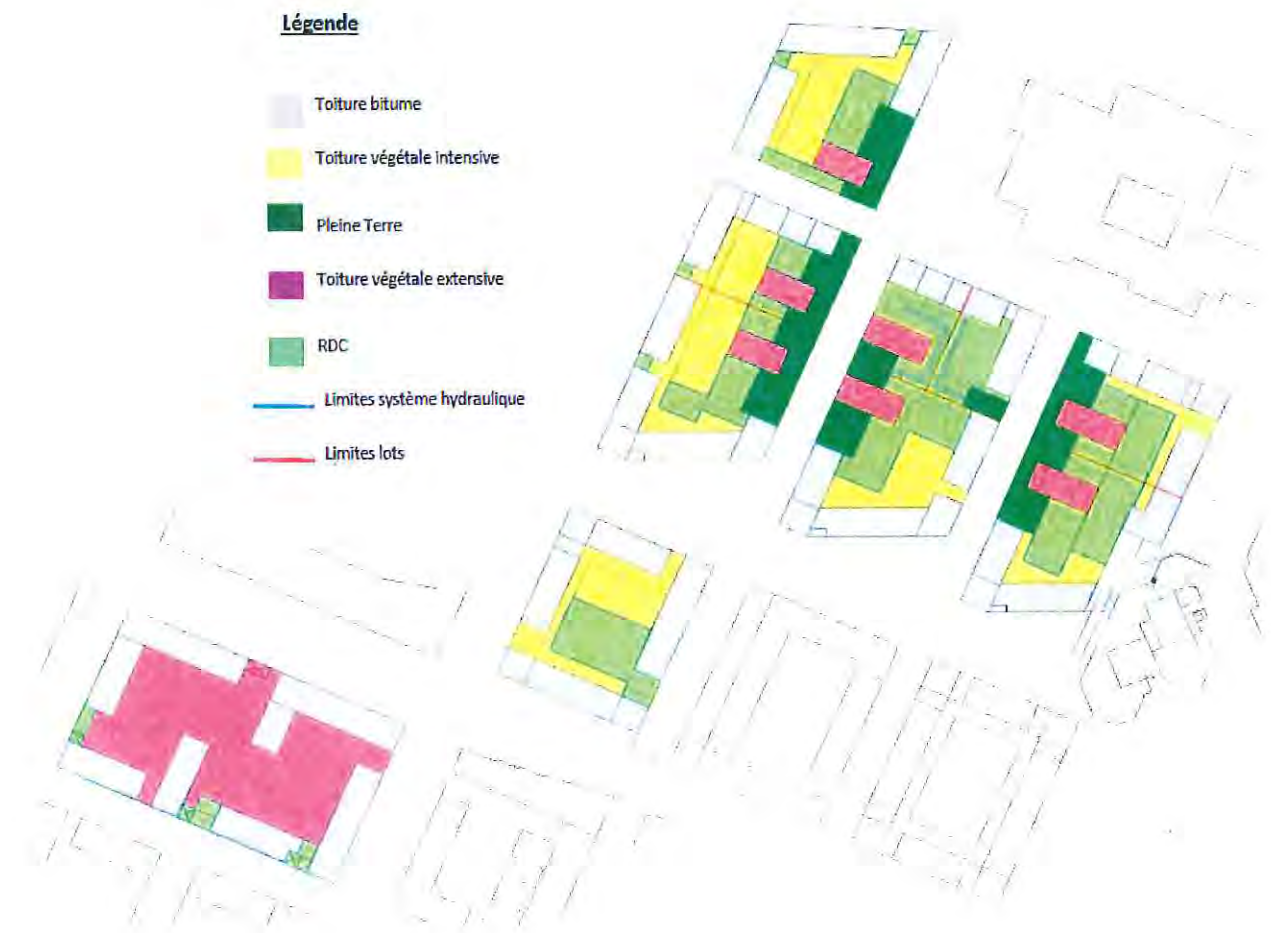 Légende
Toiture bitume
Toiture végétale intensive
Pleine Terre
Toiture végétale extensive
RDC
Limites système hydraulique
Limites lots